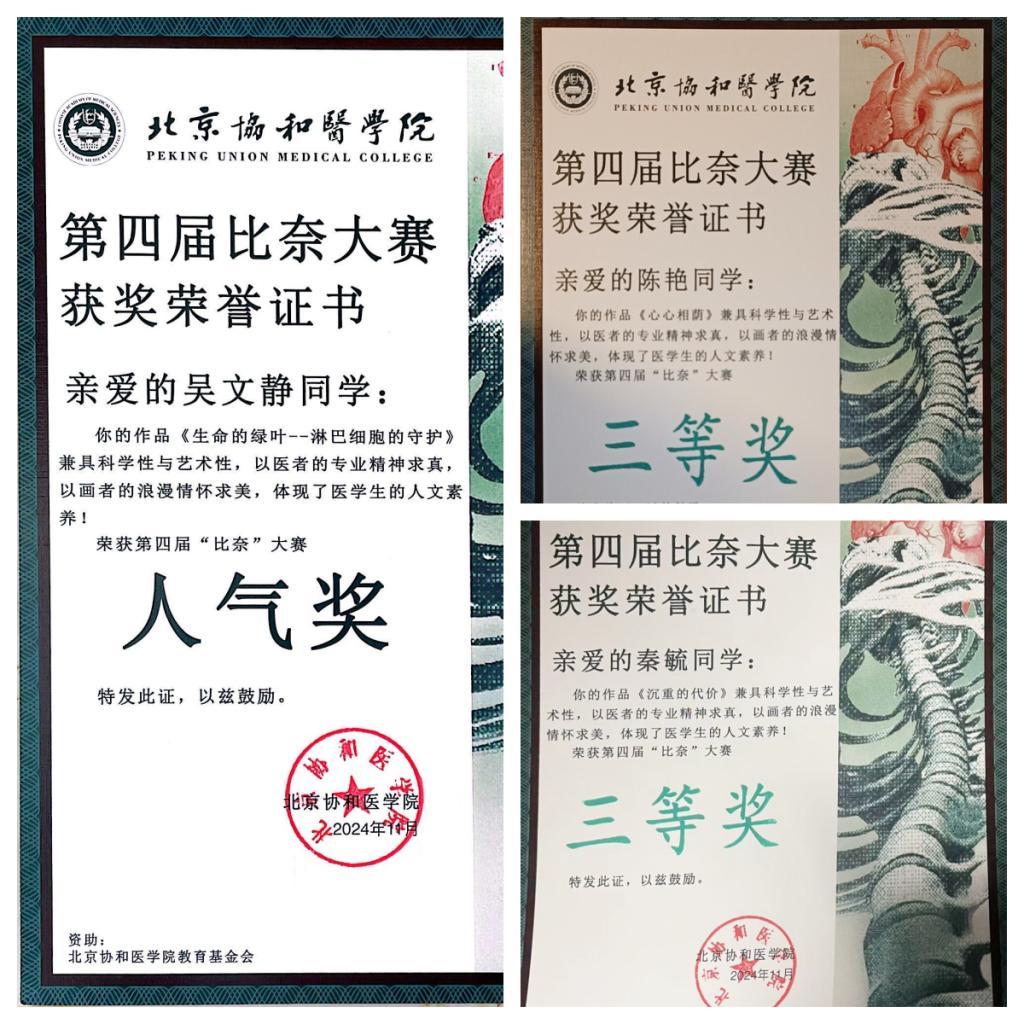 北京協和醫學院
PEKING UNION MEDICAL COLLEGE
第四届比奈大赛
获奖荣誉证书
亲爱的吴文静同学：
你的作品《生命的绿叶--淋巴细胞的守护》
兼具科学性与艺术性，以医者的专业精神求真，
以画者的浪漫情怀求美，体现了医学生的人文素
养！
荣获第四届“比奈”大赛
人气奖
特发此证，以兹鼓励。
北京协和医学院
北京协和医学院
2024年11月
资助：
北京协和医学院教育基金会
北京協和醫學院
PEKING UNION MEDICAL COLLEGE
第四届比奈大赛
获奖荣誉证书
亲爱的陈艳同学：
你的作品《心心相荫》兼具科学性与艺术
性，以医者的专业精神求真，以画者的浪漫情
怀求美，体现了医学生的人文素养！
荣获第四届“比奈”大赛
三等奖
第四届比奈大赛
获奖荣誉证书
亲爱的秦毓同学：
你的作品《沉重的代价》兼具科学性与艺
术性，以医者的专业精神求真，以画者的浪漫
情怀求美，体现了医学生的人文素养！
荣获第四届“比奈”大赛
三等奖
特发此证，以兹鼓励。
北京协和医学院
北京协和医学院
2024年11月